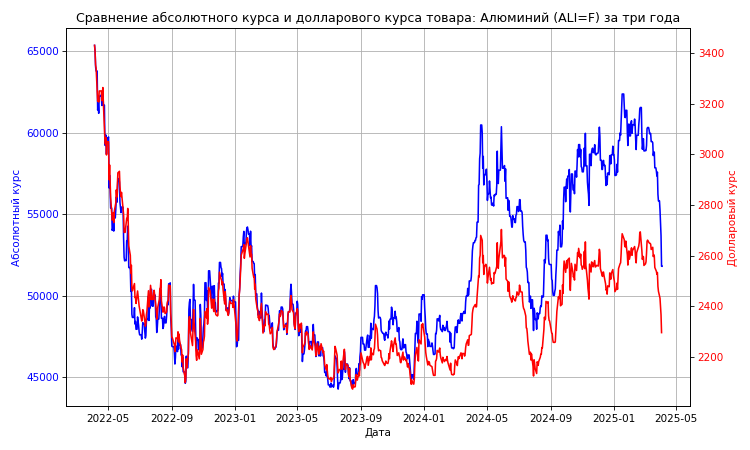 Сравнение абсолютного курса и долларового курса товара: Алюминий (ALI=F) за три года
65000
60000
55000
50000
45000
Абсолютный курс
3400
3200
3000
2800
2600
2400
2200
Долларовый курс
2022-05 2022-09 2023-01 2023-05 2023-09 2024-01 2024-05 2024-09 2025-01 2025-05
Дата